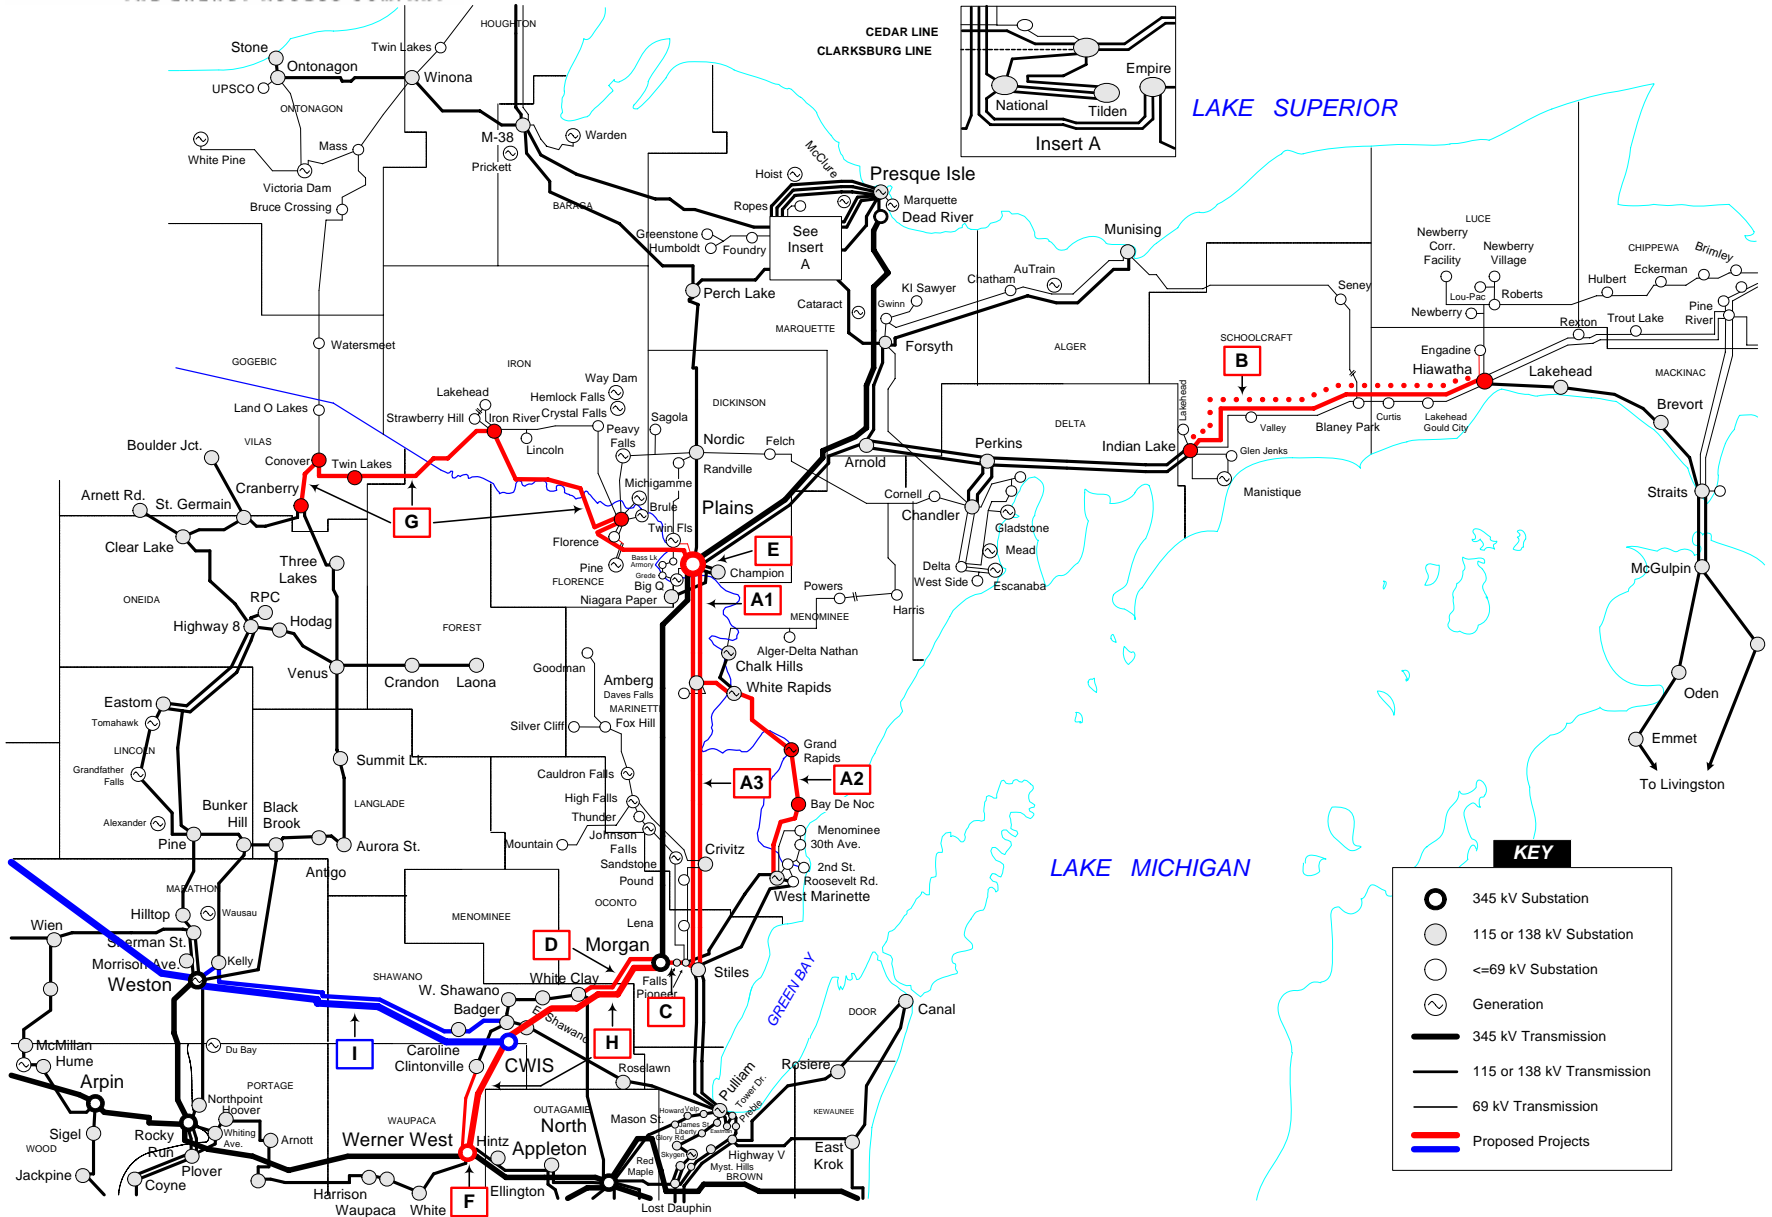 CEDAR LINE
CLARKSBURG LINE
National
Tilden
Empire
Insert A
LAKE SUPERIOR
HOUGHTON
Stone
Twin Lakes
Ontonagon
Winona
UPSCO
ONTONAGON
M-38
Warden
Prickett
White Pine
Mass
Victoria Dam
Bruce Crossing
BARAGA
McClure
Hoist
Presque Isle
Ropes
Marquette
Dead River
Greenstone
Humboldt
Foundry
See
Insert
A
Munising
LUCE
Newberry
Corr.
Facility
Newberry
Village
CHIPPEWA
Brimley
Perch Lake
Chatham
AuTrain
KI Sawyer
Gwinn
Cataract
MARQUETTE
Forsyth
Seney
Hulbert
Eckerman
Lou-Pac
Roberts
Newberry
Pine
River
Rexton
Trout Lake
Watersmeet
GOGEBIC
IRON
ALGER
SCHOOLCRAFT
B
Engadine
Hiawatha
Lakehead
MACKINAC
Way Dam
Hemlock Falls
Crystal Falls
Lakehead
Strawberry Hill
Iron River
Peavy
Falls
Sagola
DICKINSON
DELTA
Lakehead
Land O Lakes
VILAS
Lincoln
Nordic
Randville
Felch
Arnold
Perkins
Indian Lake
Valley
Blaney Park
Curtis
Lakehead
Gould City
Brevort
Boulder Jct.
Conover
Twin Lakes
Cranberry
Glen Jenks
Manistique
Straits
Arnett Rd.
St. Germain
G
Michigamme
Brule
Plains
Twin Fls
Cornell
Chandler
Gladstone
Mead
Clear Lake
Florence
Pine
FLORENCE
Bass Lk
Armory
Grede
Big Q
Niagara Paper
E
Champion
Delta
West Side
Escanaba
McGulpin
Three
Lakes
ONEIDA
RPC
Highway 8
Hodag
FOREST
A1
Powers
Harris
MENOMINEE
Alger-Delta Nathan
Chalk Hills
Venus
Crandon
Laona
Goodman
Amberg
Daves Falls
MARINETTE
White Rapids
Oden
Eastom
Tomahawk
LINCOLN
Silver Cliff
Fox Hill
Grand
Rapids
Emmet
To Livingston
Summit Lk.
Grandfather
Falls
Cauldron Falls
A3
A2
Bunker
Hill
Black
Brook
LANGLADE
High Falls
Thunder
Bay De Noc
Alexander
Pine
Aurora St.
Mountain
Johnson
Falls
Sandstone
Crivitz
Menominee
30th Ave.
2nd St.
Roosevelt Rd.
West Marinette
Antigo
Pound
LAKE MICHIGAN
KEY
345 kV Substation
115 or 138 kV Substation
<=69 kV Substation
Generation
345 kV Transmission
115 or 138 kV Transmission
69 kV Transmission
Proposed Projects
MARATHON
Wausau
Hilltop
Wien
Sherman St.
Morrison Ave.
Kelly
Weston
MENOMINEE
OCONTO
Lena
D
Morgan
SHAWANO
White Clay
W. Shawano
Badger
E. Shawano
Falls
Pioneer
Stiles
C
H
I
GREEN BAY
DOOR
Canal
McMillan
Hume
Du Bay
Caroline
Clintonville
CWIS
Roselawn
Rosiere
Arpin
PORTAGE
Northpoint
Hoover
Whiting
Ave.
Arnott
WAUPACA
OUTAGAMIE
North
Appleton
Mason St.
Pulliam
Tower Dr.
Preble
Howard
Velp
James St.
Liberty
Eastman
Glory Rd.
Skygen
KEWAUNEE
Sigel
WOOD
Rocky
Run
Plover
Werner West
Hintz
Red
Maple
Myst. Hills
Highway V
BROWN
East
Krok
Jackpine
Coyne
Harrison
Waupaca
White
F
Ellington
Lost Dauphin